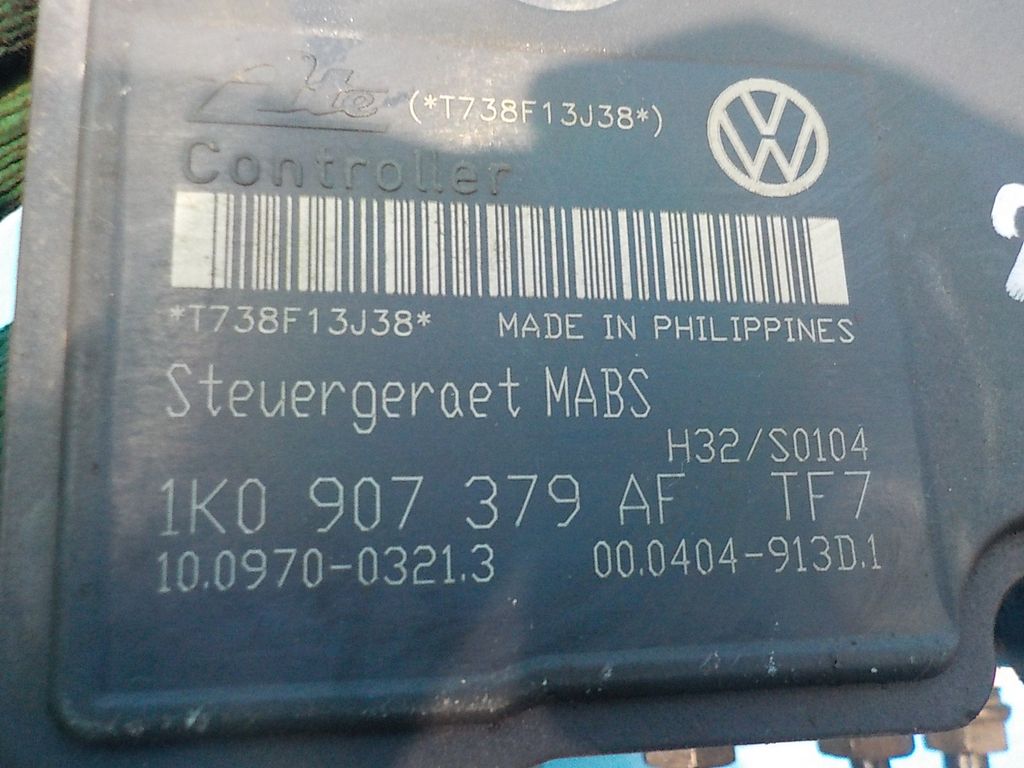 Ate (*T738F13J38*)
Controller
*T738F13J38* MADE IN PHILIPPINES
Steuergeraet MABS
H32/S0104
1K0 907 379 AF TF7
10.0970-0321.3 00.0404-913D.1